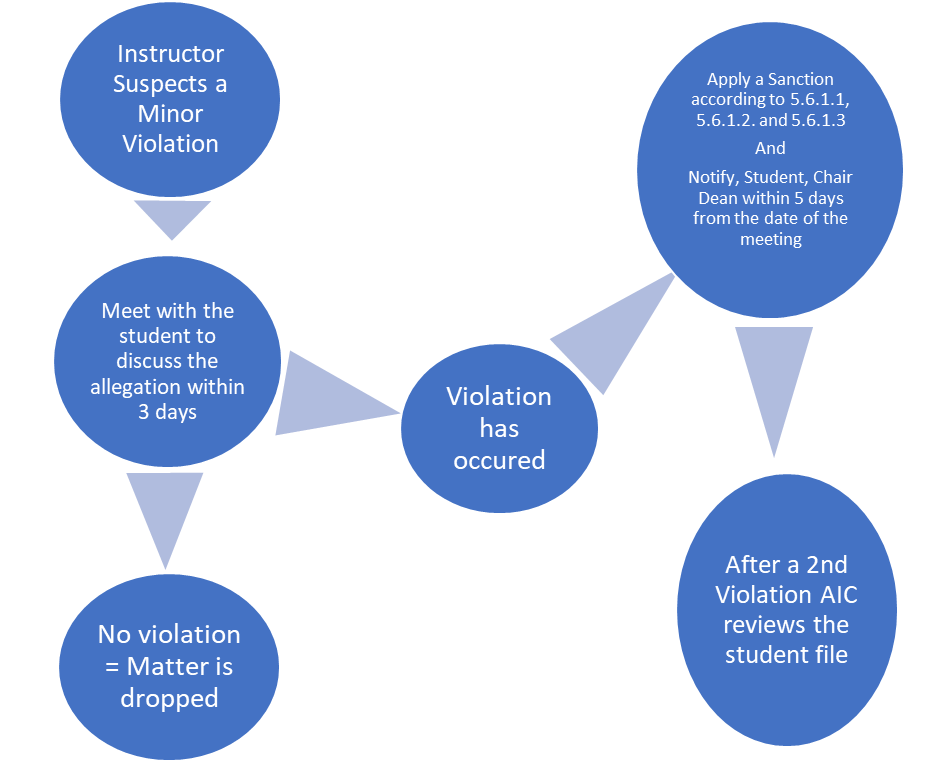 Instructor
Suspects a
Minor
Violation
Meet with the
student to
discuss the
allegation within
3 days
No violation
= Matter is
dropped
Violation
has
occured
Apply a Sanction
according to 5.6.1.1,
5.6.1.2. and 5.6.1.3
And
Notify, Student, Chair
Dean within 5 days
from the date of the
meeting
After a 2nd
Violation AIC
reviews the
student file